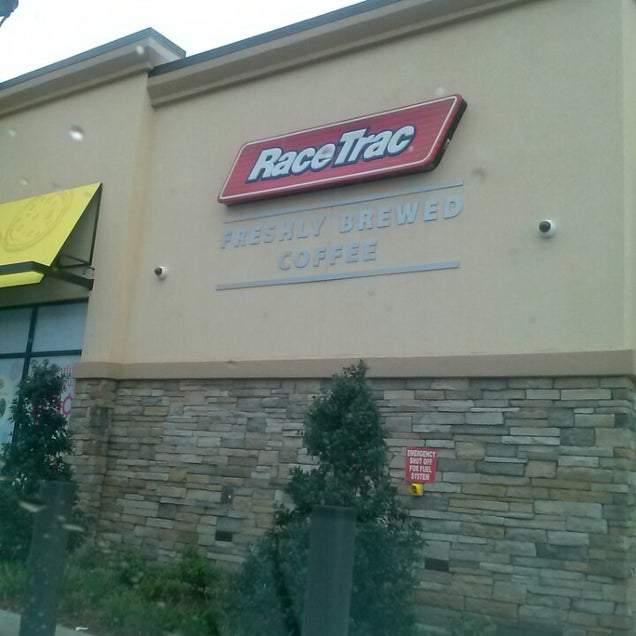 RaceTrac
FRESHLY BREWED
COFFEE
EMERGENCY
SHUT OFF
FOR FUEL
SYSTEM